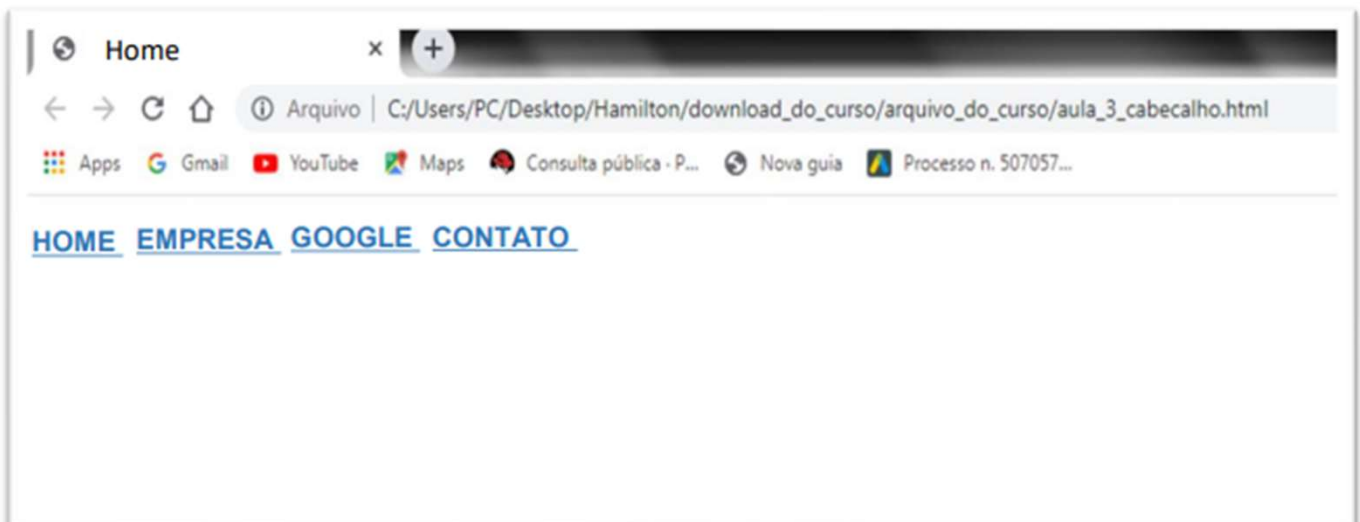 Home × +
Arquivo | C:/Users/PC/Desktop/Hamilton/download_do_curso/arquivo_do_curso/aula_3_cabecalho.html
Apps Gmail YouTube Maps Consulta pública - P... Nova guia Processo n. 507057...
HOME EMPRESA GOOGLE CONTATO